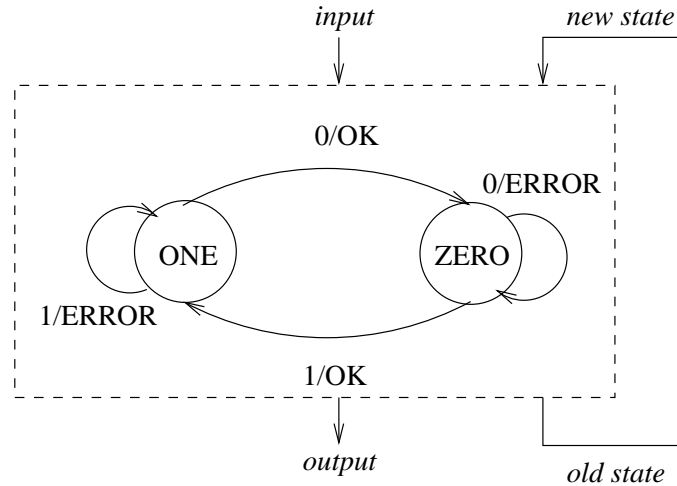 input
new state
0/OK
0/ERROR
ONE
ZERO
1/ERROR
1/OK
output
old state